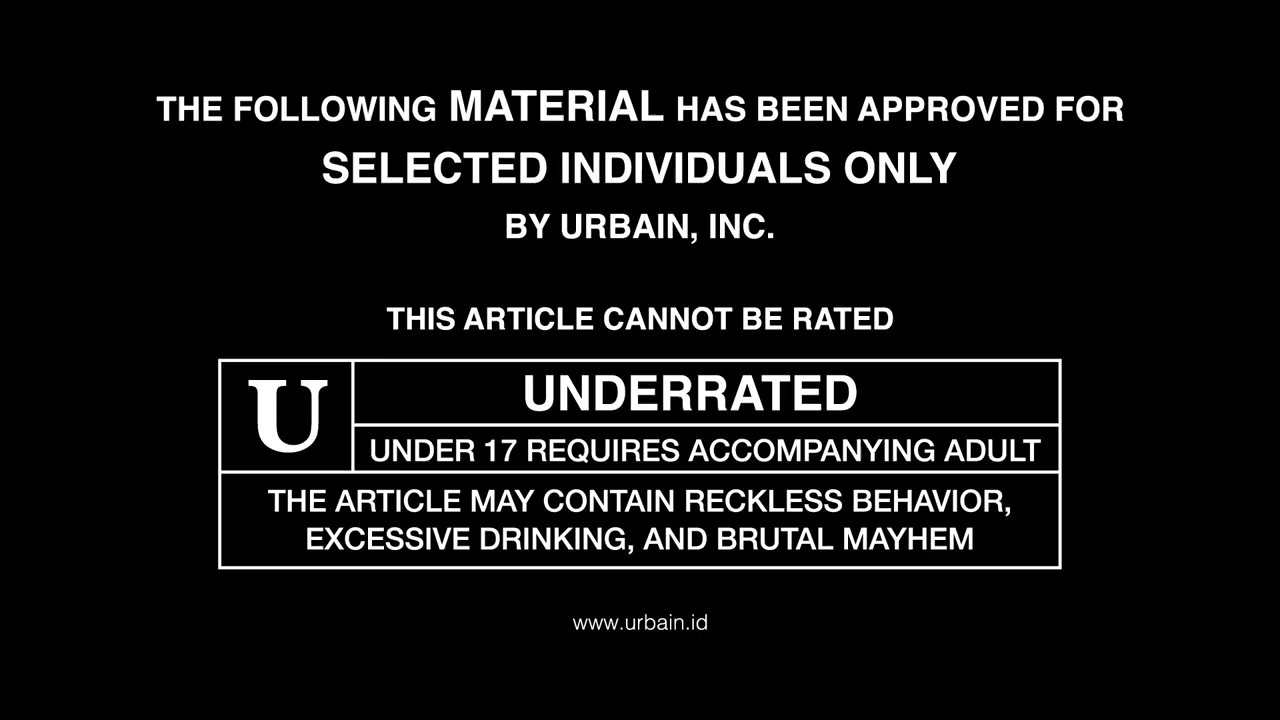 THE FOLLOWING MATERIAL HAS BEEN APPROVED FOR
SELECTED INDIVIDUALS ONLY
BY URBAIN, INC.
THIS ARTICLE CANNOT BE RATED
U
UNDERRATED
UNDER 17 REQUIRES ACCOMPANYING ADULT
THE ARTICLE MAY CONTAIN RECKLESS BEHAVIOR,
EXCESSIVE DRINKING, AND BRUTAL MAYHEM
www.urbain.id